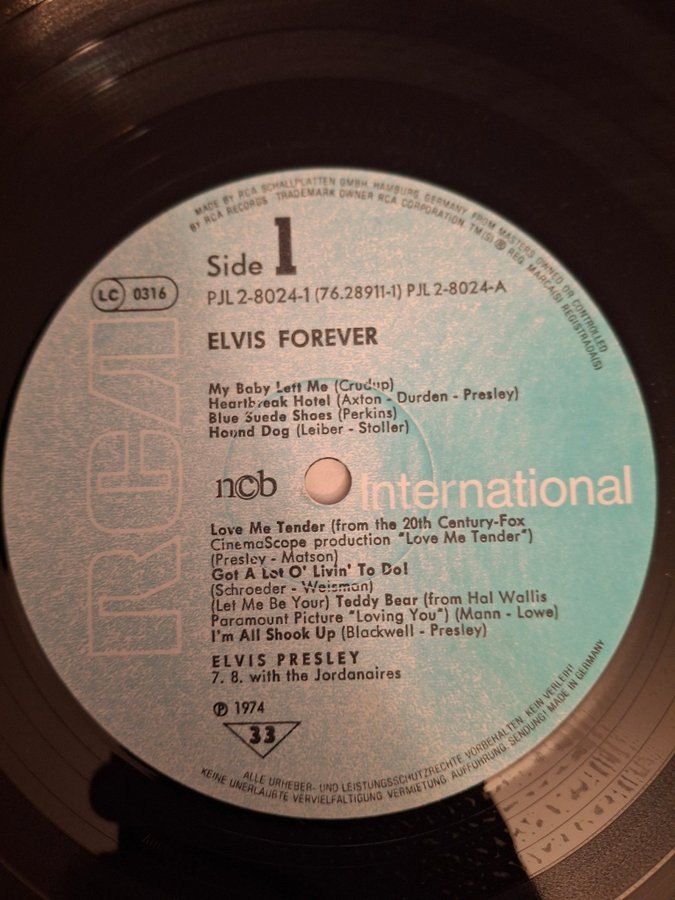 MADE BY RCA SCHALLPLATTEN GMBH, HAMBURG, GERMANY, FROM MASTERS OWNED OR CONTROLLED
BY RCA RECORDS TRADEMARK OWNER RCA CORPORATION, TM(S) ® REG. MARCA(S) REGISTRADA(S)
Side 1
LC 0316
PJL 2-8024-1 (76.28911-1) PJL 2-8024-A
RCA
ELVIS FOREVER
My Baby Left Me (Crudup)
Heartbreak Hotel (Axton - Durden - Presley)
Blue Suede Shoes (Perkins)
Hound Dog (Leiber - Stoller)
ncb
International
Love Me Tender (from the 20th Century-Fox
CinemaScope production "Love Me Tender")
(Presley - Matson)
Got A Lot O' Livin' To Do!
(Schroeder - Weisman)
(Let Me Be Your) Teddy Bear (from Hal Wallis
Paramount Picture "Loving You") (Mann - Lowe)
I'm All Shook Up (Blackwell - Presley)
ELVIS PRESLEY
7. 8. with the Jordanaires
℗ 1974
33
ALLE URHEBER- UND LEISTUNGSSCHUTZRECHTE VORBEHALTEN. KEIN VERLEIH!
KEINE UNERLAUBTE VERVIELFÄLTIGUNG, VERMIETUNG, AUFFÜHRUNG, SENDUNG! MADE IN GERMANY